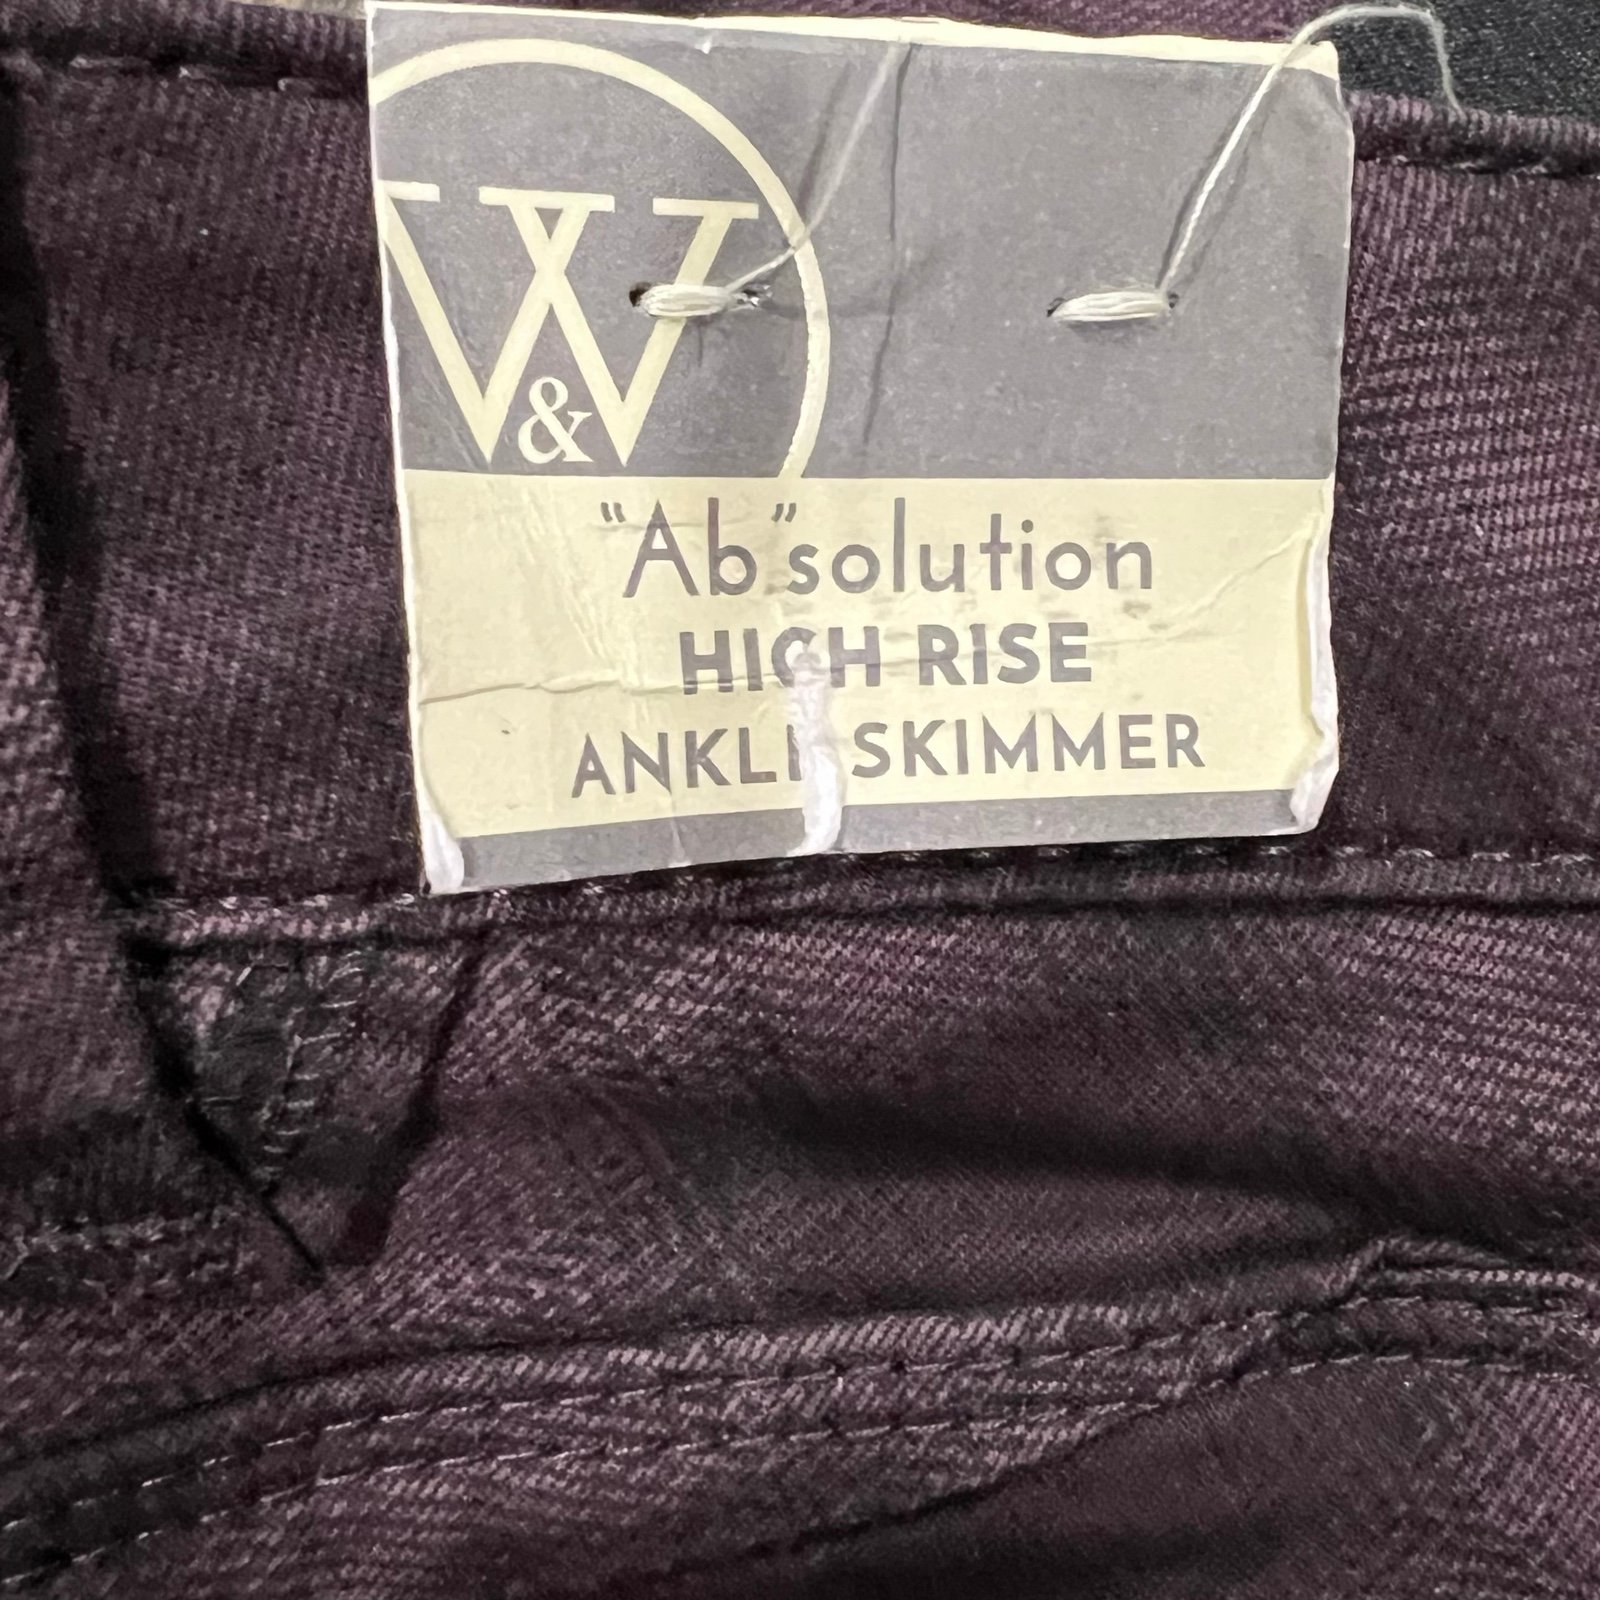 W&
"Ab"solution
HIGH RISE
ANKLE SKIMMER